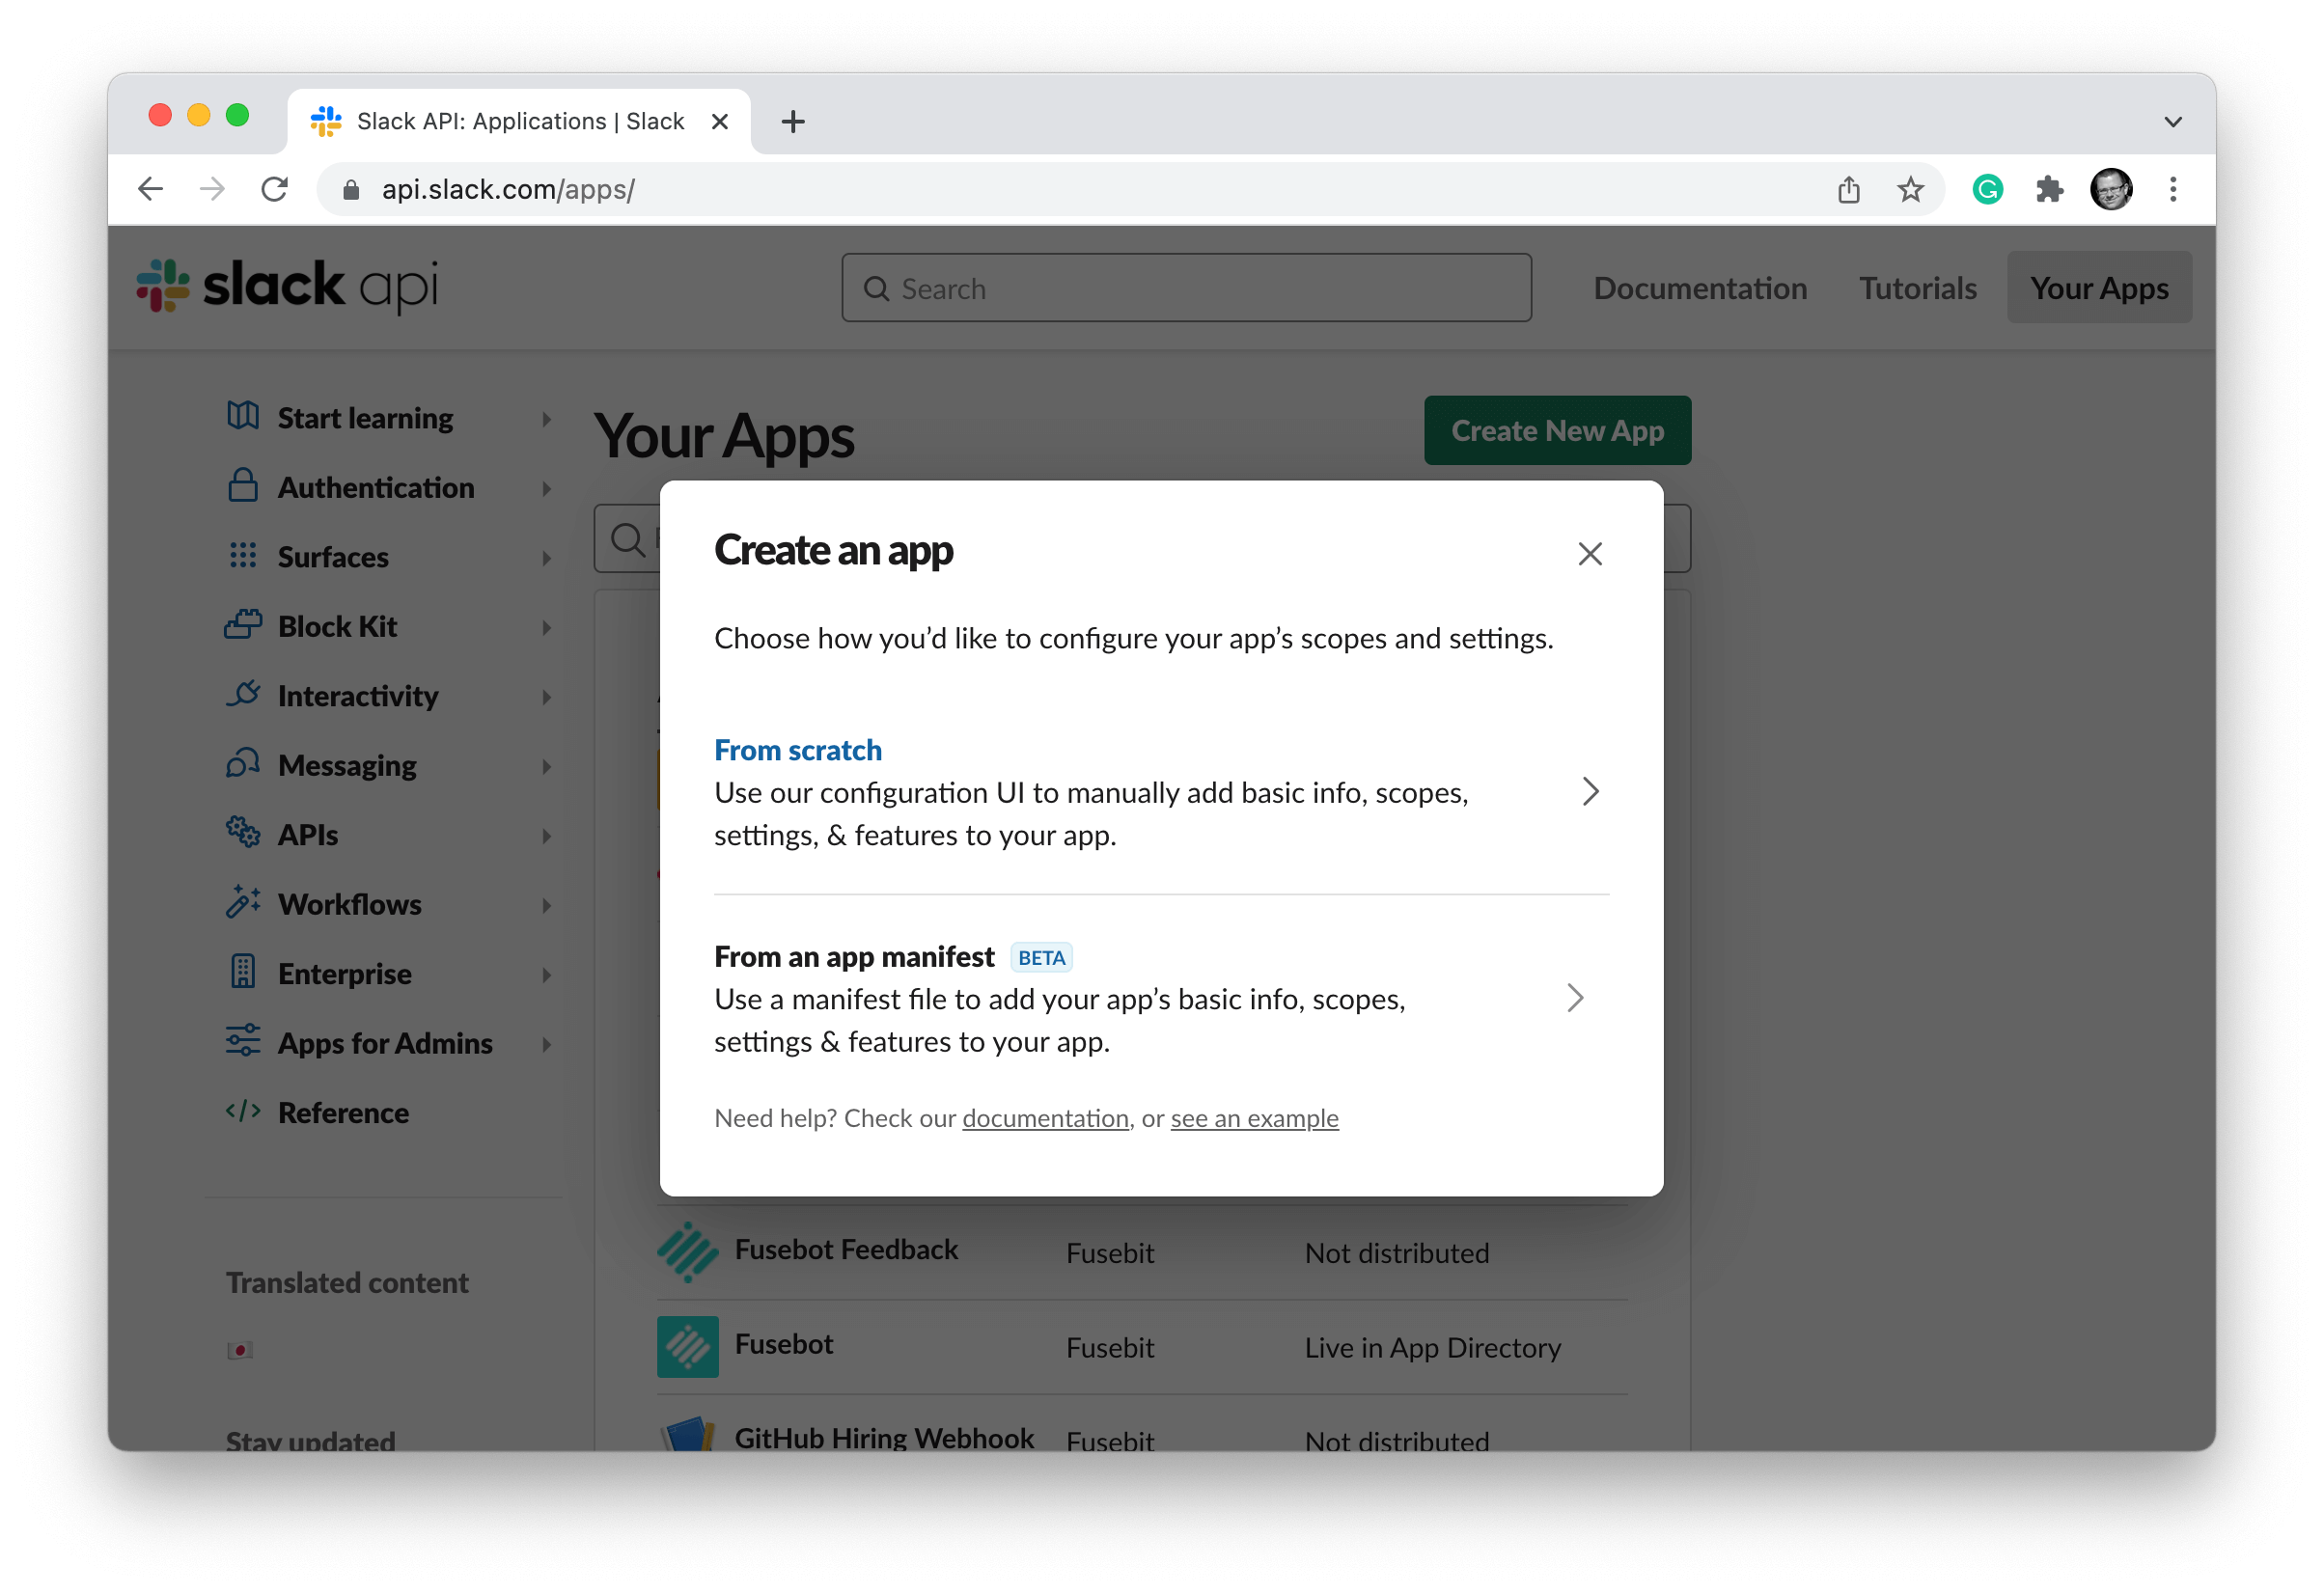 Slack API: Applications | Slack
api.slack.com/apps/
slack api
Search
Documentation
Tutorials
Your Apps
Start learning
Authentication
Surfaces
Block Kit
Interactivity
Messaging
APIs
Workflows
Enterprise
Apps for Admins
Reference
Translated content
Stay updated
Your Apps
Create New App
Create an app
Choose how you’d like to configure your app’s scopes and settings.
From scratch
Use our configuration UI to manually add basic info, scopes,
settings, & features to your app.
From an app manifest BETA
Use a manifest file to add your app’s basic info, scopes,
settings & features to your app.
Need help? Check our documentation, or see an example
Fusebot Feedback Fusebit Not distributed
Fusebot Fusebit Live in App Directory
GitHub Hiring Webhook Fusebit Not distributed